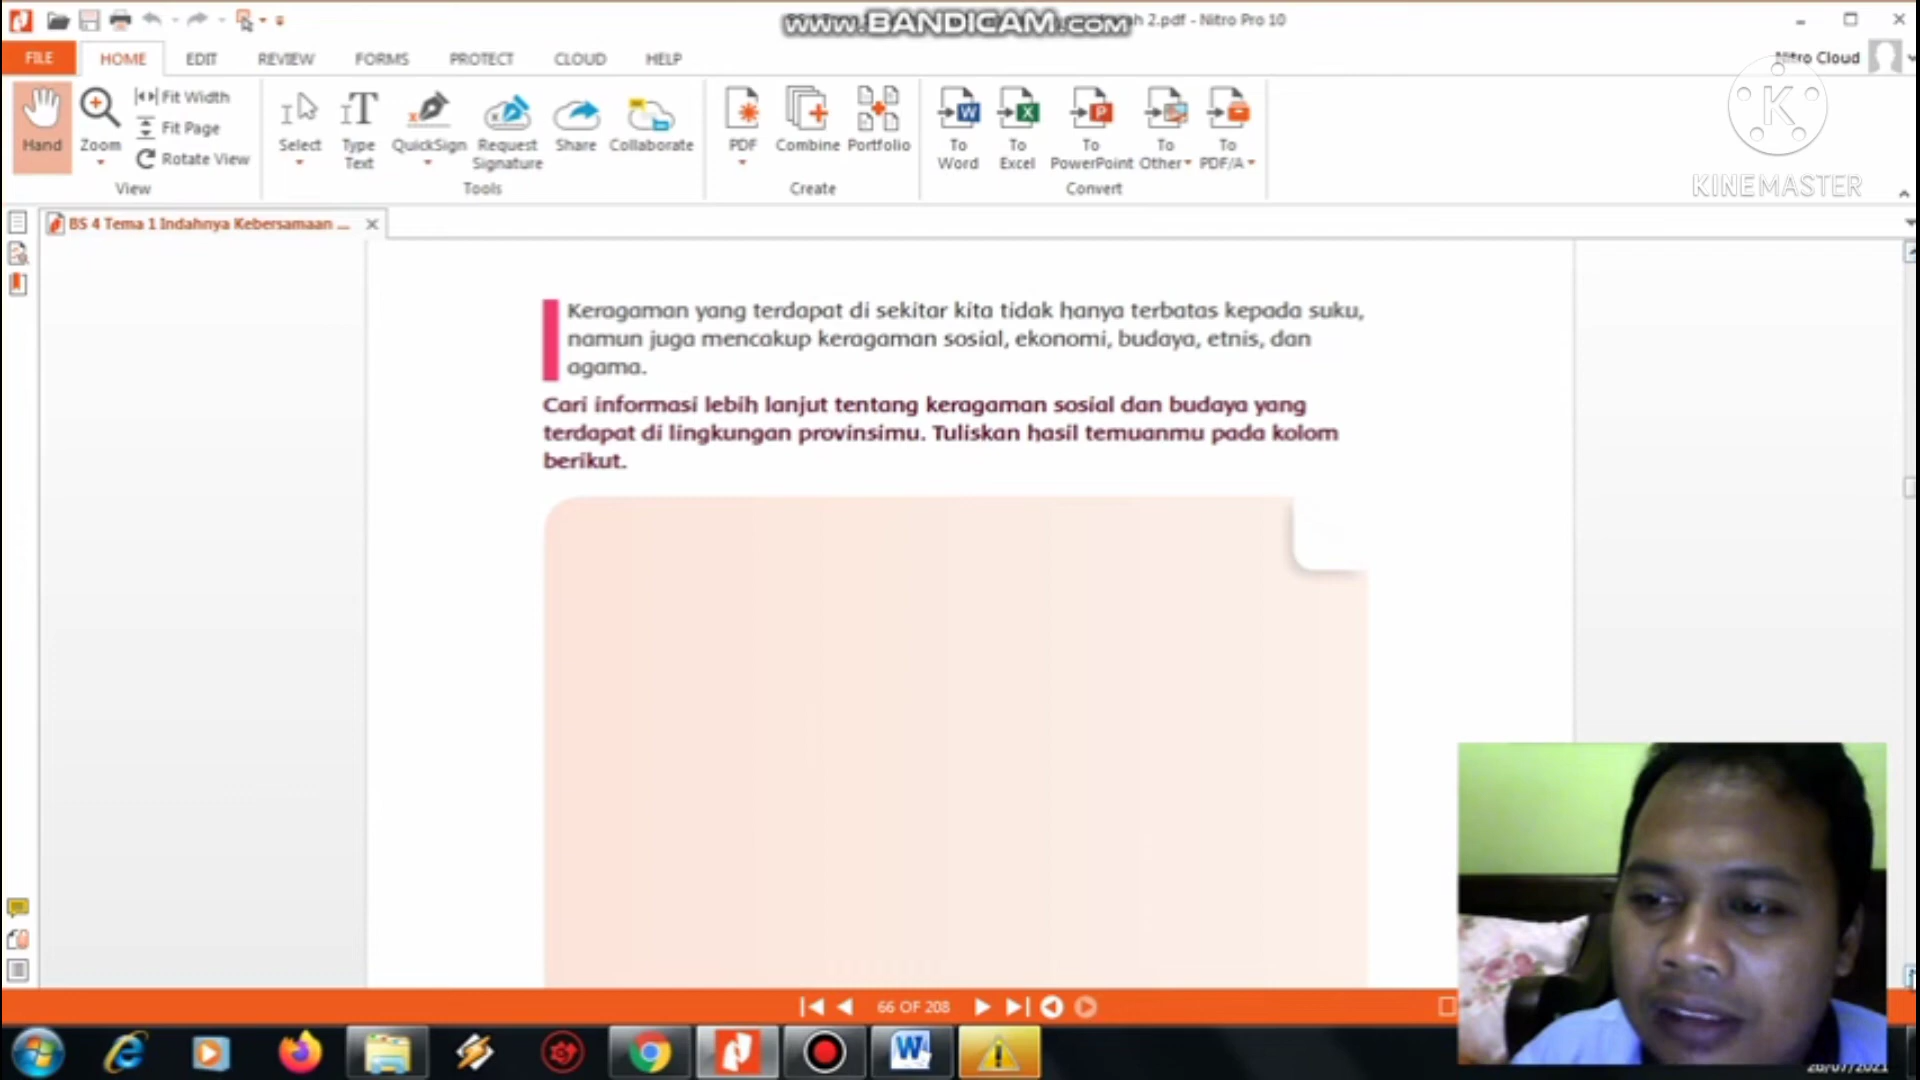 www.BANDICAM.com
h 2.pdf - Nitro Pro 10
FILE HOME EDIT REVIEW FORMS PROTECT CLOUD HELP
Nitro Cloud
Hand
Zoom
Fit Width
Fit Page
Rotate View
View
Select
Type Text
QuickSign
Request Signature
Share
Collaborate
Tools
PDF
Combine
Portfolio
Create
To Word
To Excel
To PowerPoint
To Other
To PDF/A
Convert
K
KINEMASTER
BS 4 Tema 1 Indahnya Kebersamaan ...
Keragaman yang terdapat di sekitar kita tidak hanya terbatas kepada suku,
namun juga mencakup keragaman sosial, ekonomi, budaya, etnis, dan
agama.
Cari informasi lebih lanjut tentang keragaman sosial dan budaya yang
terdapat di lingkungan provinsimu. Tuliskan hasil temuanmu pada kolom
berikut.
66 OF 208